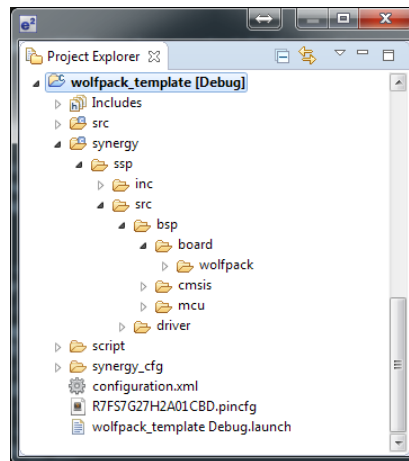 e²
Project Explorer
wolfpack_template [Debug]
Includes
src
synergy
ssp
inc
src
bsp
board
wolfpack
cmsis
mcu
driver
script
synergy_cfg
configuration.xml
R7FS7G27H2A01CBD.pincfg
wolfpack_template Debug.launch